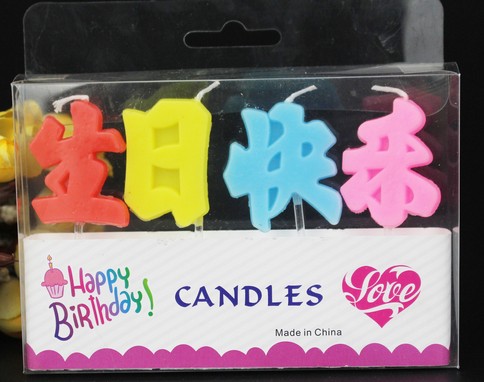 生日快乐
Happy
Birthday!
CANDLES
Love
Made in China